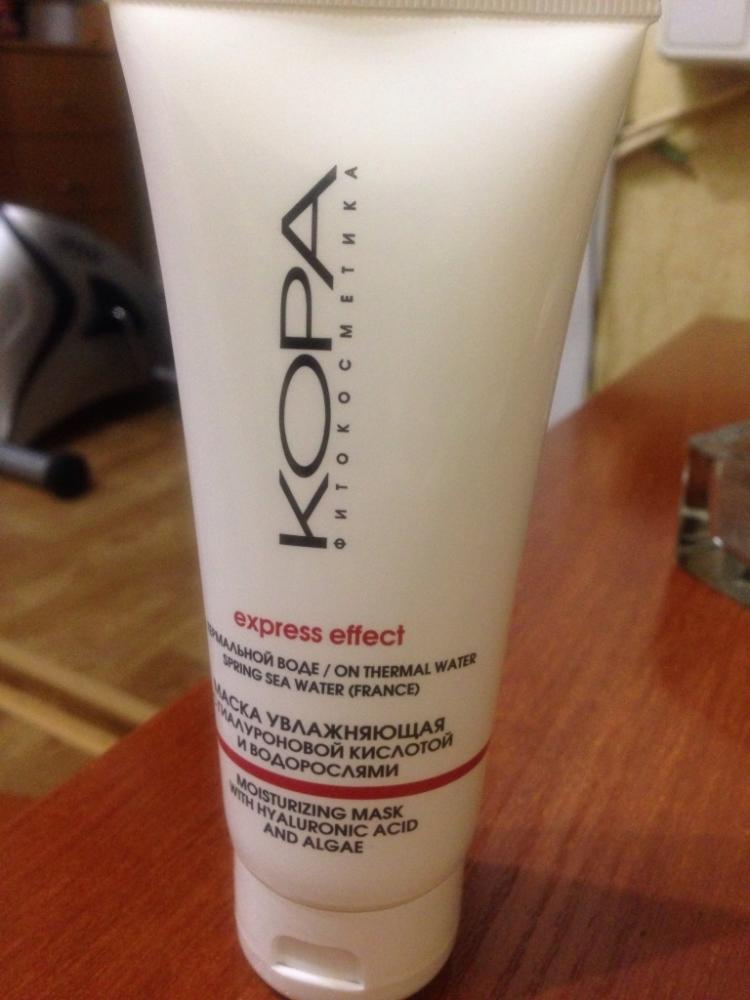 КОРА
ФИТОКОСМЕТИКА
express effect
ВОДЕ / ON THERMAL WATER
SPRING SEA WATER (FRANCE)
МАСКА УВЛАЖНЯЮЩАЯ
ГИАЛУРОНОВОЙ КИСЛОТОЙ
И ВОДОРОСЛЯМИ
MOISTURIZING MASK
WITH HYALURONIC ACID
AND ALGAE